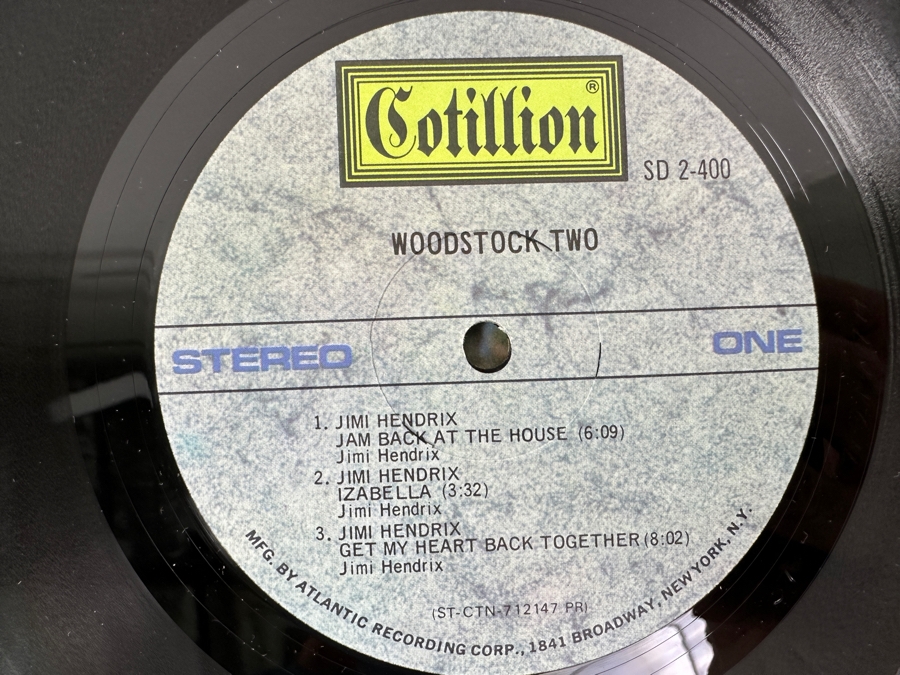 Cotillion®
SD 2-400
WOODSTOCK TWO
STEREO
ONE
1. JIMI HENDRIX
JAM BACK AT THE HOUSE (6:09)
Jimi Hendrix
2. JIMI HENDRIX
IZABELLA (3:32)
Jimi Hendrix
3. JIMI HENDRIX
GET MY HEART BACK TOGETHER (8:02)
Jimi Hendrix
(ST-CTN-712147 PR)
MFG. BY ATLANTIC RECORDING CORP., 1841 BROADWAY, NEW YORK, N.Y.